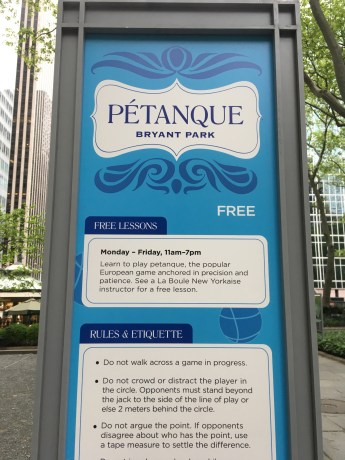 PÉTANQUE
BRYANT PARK
FREE
FREE LESSONS
Monday – Friday, 11am–7pm
Learn to play petanque, the popular
European game anchored in precision and
patience. See a La Boule New Yorkaise
instructor for a free lesson.
RULES & ETIQUETTE
• Do not walk across a game in progress.
• Do not crowd or distract the player in
the circle. Opponents must stand beyond
the jack to the side of the line of play or
else 2 meters behind the circle.
• Do not argue the point. If opponents
disagree about who has the point, use
a tape measure to settle the difference.